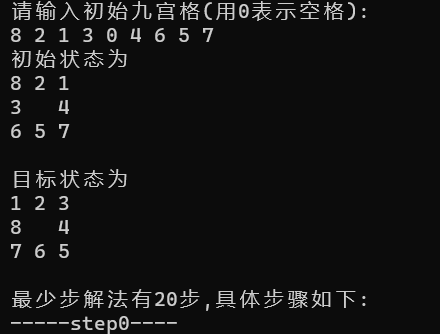 请输入初始九宫格(用0表示空格):
8 2 1 3 0 4 6 5 7
初始状态为
8 2 1
3   4
6 5 7
目标状态为
1 2 3
8   4
7 6 5
最少步解法有20步,具体步骤如下:
-----step0----